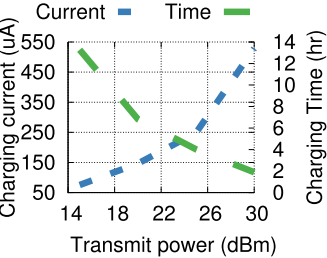 Current Time
Charging current (uA)
550
450
350
250
150
50
14
12
10
8
6
4
2
0
Charging Time (hr)
14 18 22 26 30
Transmit power (dBm)